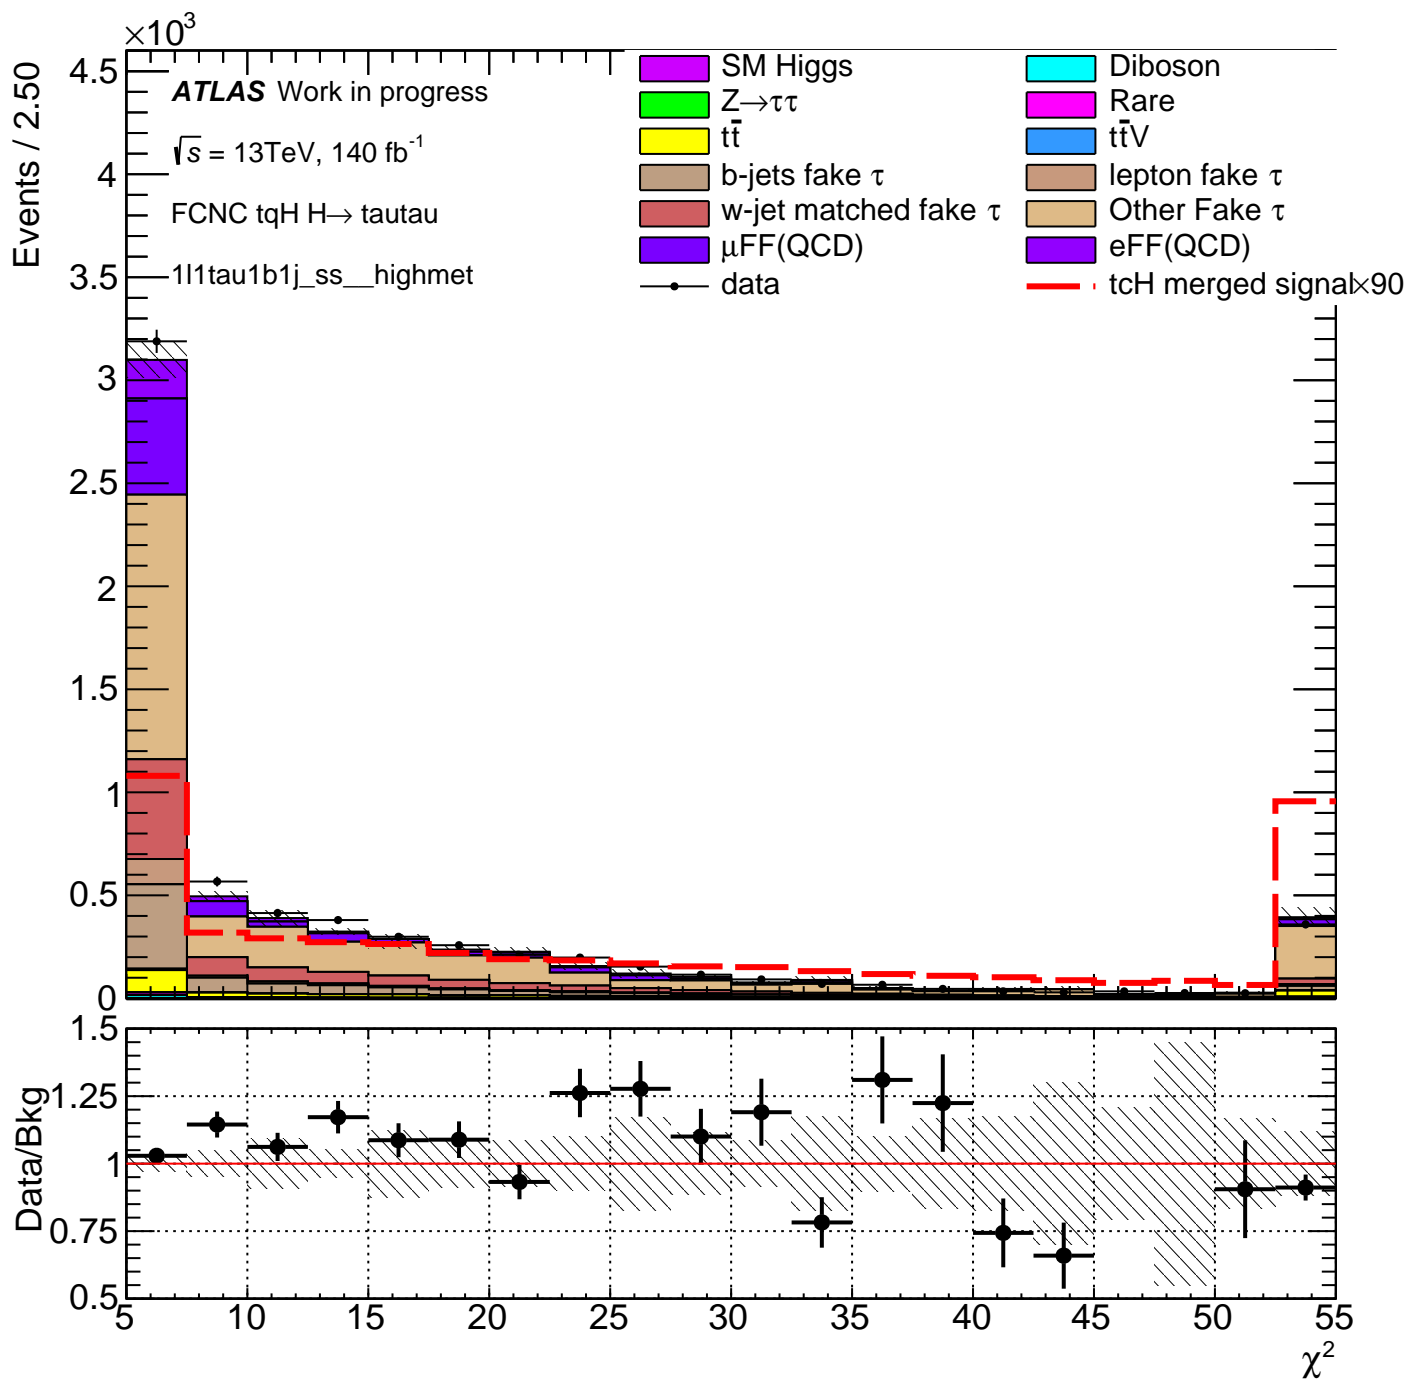 ×10³
Events / 2.50
4.5
4
3.5
3
2.5
2
1.5
1
0.5
0
ATLAS Work in progress
√s = 13TeV, 140 fb⁻¹
FCNC tqH H→ tautau
1l1tau1b1j_ss__highmet
SM Higgs
Diboson
Z→ττ
Rare
tt̄
tt̄V
b-jets fake τ
lepton fake τ
w-jet matched fake τ
Other Fake τ
μFF(QCD)
eFF(QCD)
data
tcH merged signal×90
Data/Bkg
1.5
1.25
1
0.75
0.5
5 10 15 20 25 30 35 40 45 50 55
χ²